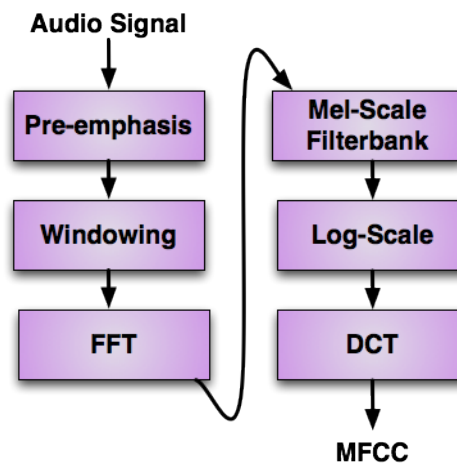 Audio Signal
Pre-emphasis
Windowing
FFT
Mel-Scale
Filterbank
Log-Scale
DCT
MFCC